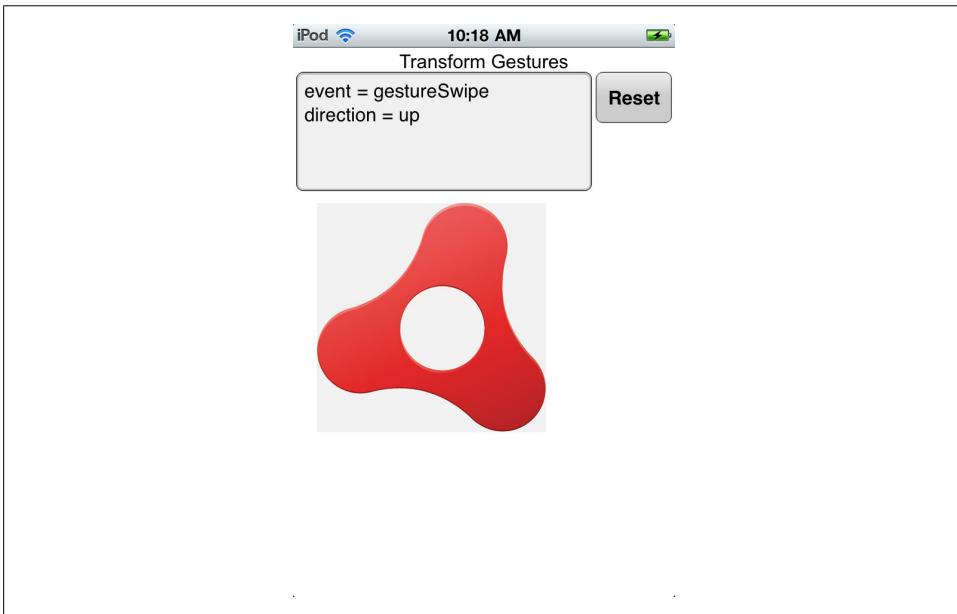 iPod 10:18 AM
Transform Gestures
event = gestureSwipe
direction = up
Reset